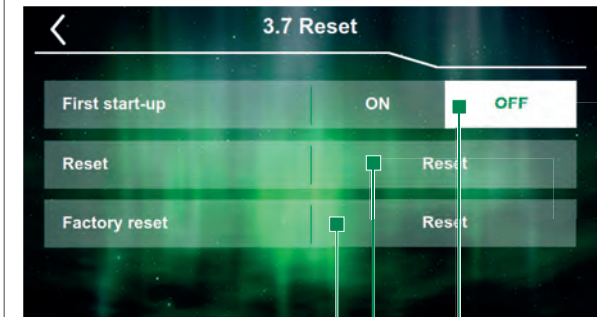 3.7 Reset
First start-up ON OFF
Reset Reset
Factory reset Reset